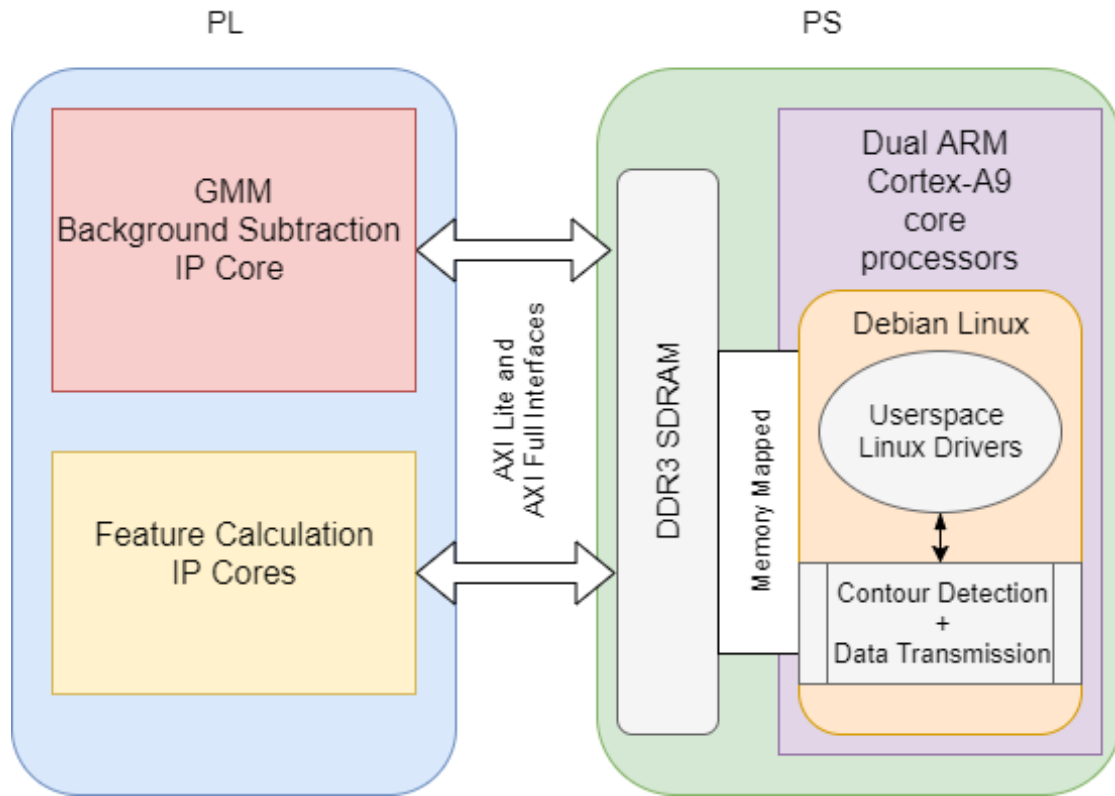 PL
PS
GMM
Background Subtraction
IP Core
Feature Calculation
IP Cores
AXI Lite and
AXI Full Interfaces
DDR3 SDRAM
Memory Mapped
Dual ARM
Cortex-A9
core
processors
Debian Linux
Userspace
Linux Drivers
Contour Detection
+
Data Transmission